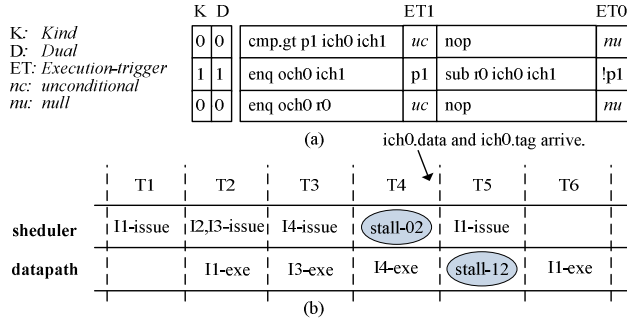 K D ET1 ET0
K: Kind
D: Dual
ET: Execution-trigger
nc: unconditional
nu: null
0 0 cmp.gt p1 ich0 ich1 uc nop nu
1 1 enq och0 ich1 p1 sub r0 ich0 ich1 !p1
0 0 enq och0 r0 uc nop nu
(a)
ich0.data and ich0.tag arrive.
T1 T2 T3 T4 T5 T6
sheduler I1-issue I2,I3-issue I4-issue stall-02 I1-issue
datapath I1-exe I3-exe I4-exe stall-12 I1-exe
(b)